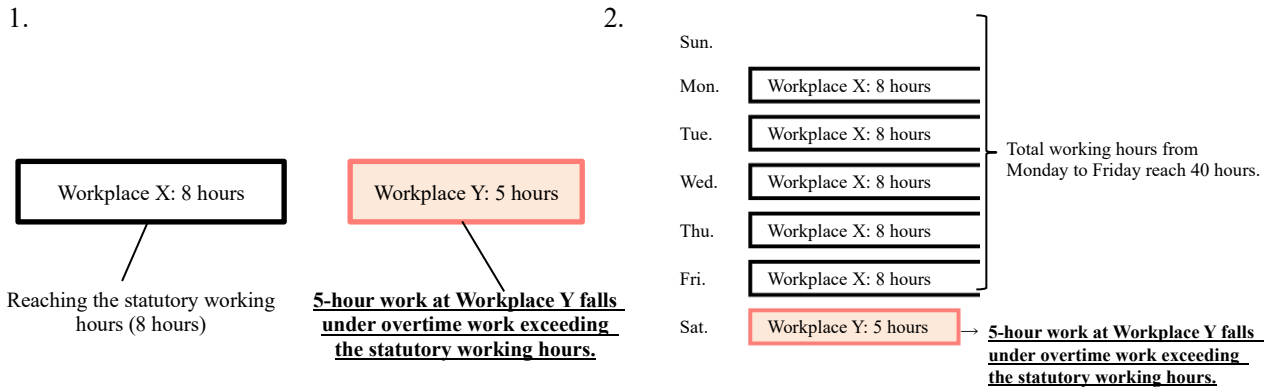 1.
Workplace X: 8 hours
Workplace Y: 5 hours
Reaching the statutory working
hours (8 hours)
5-hour work at Workplace Y falls
under overtime work exceeding
the statutory working hours.
2.
Sun.
Mon.
Workplace X: 8 hours
Tue.
Workplace X: 8 hours
Wed.
Workplace X: 8 hours
Thu.
Workplace X: 8 hours
Fri.
Workplace X: 8 hours
Total working hours from
Monday to Friday reach 40 hours.
Sat.
Workplace Y: 5 hours
→ 5-hour work at Workplace Y falls
under overtime work exceeding
the statutory working hours.